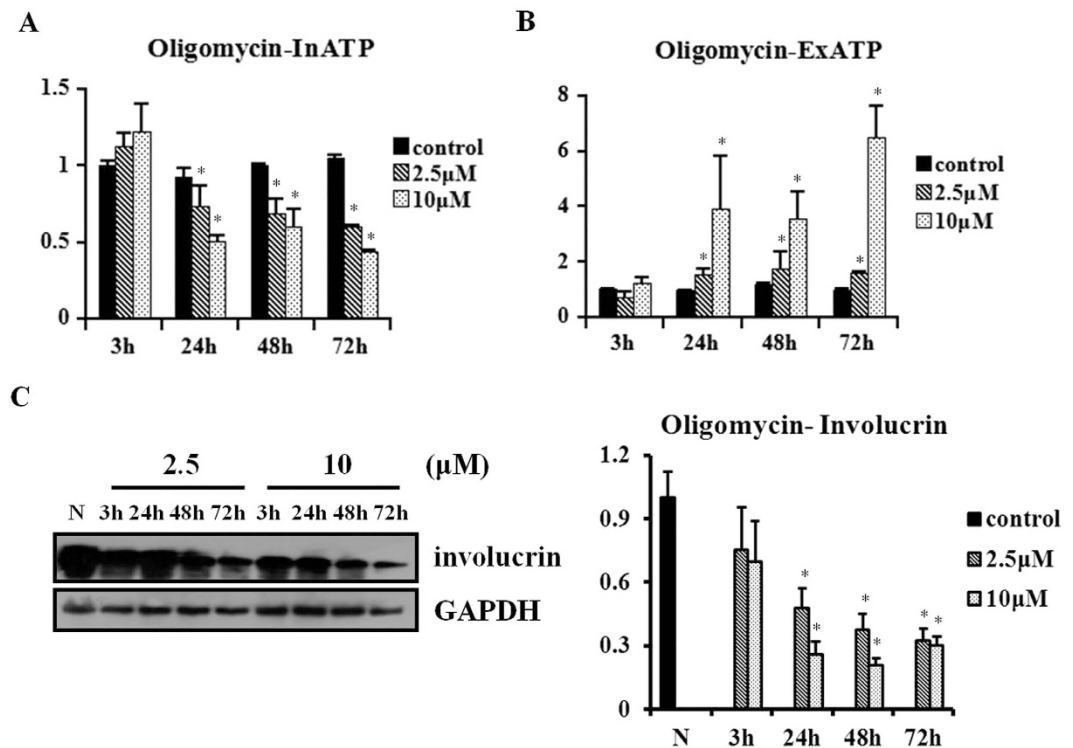 A
Oligomycin-InATP
1.5
1
0.5
0
* * * * * *
3h 24h 48h 72h
control
2.5µM
10µM
B
Oligomycin-ExATP
8
6
4
2
0
* * * * * *
3h 24h 48h 72h
control
2.5µM
10µM
C
2.5 10 (µM)
N 3h 24h 48h 72h 3h 24h 48h 72h
involucrin
GAPDH
Oligomycin- Involucrin
1.2
0.9
0.6
0.3
0
* * * * * *
N 3h 24h 48h 72h
control
2.5µM
10µM